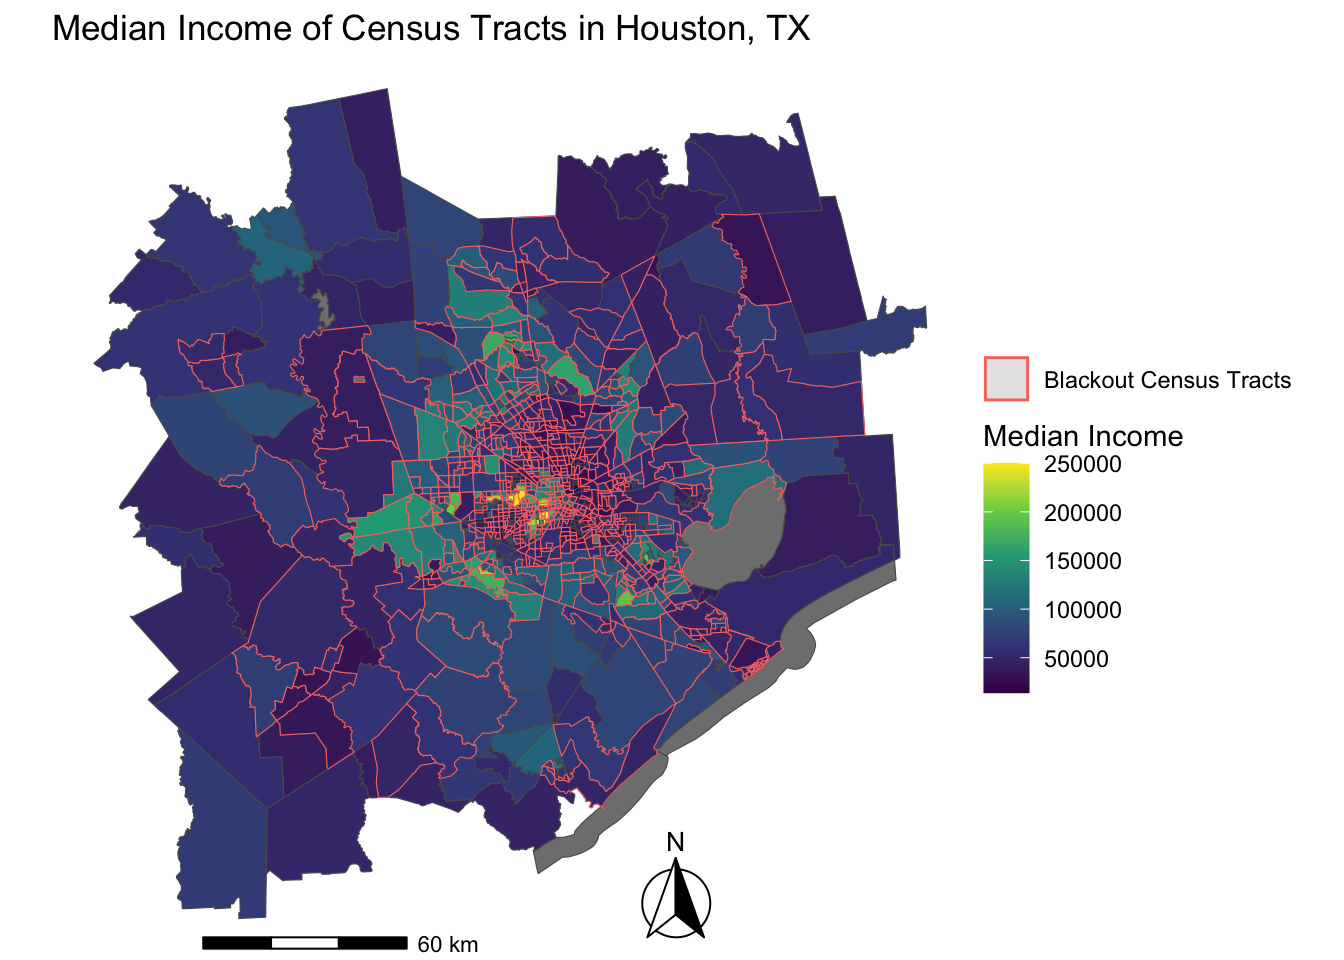 Median Income of Census Tracts in Houston, TX
Blackout Census Tracts
Median Income
250000
200000
150000
100000
50000
N
60 km